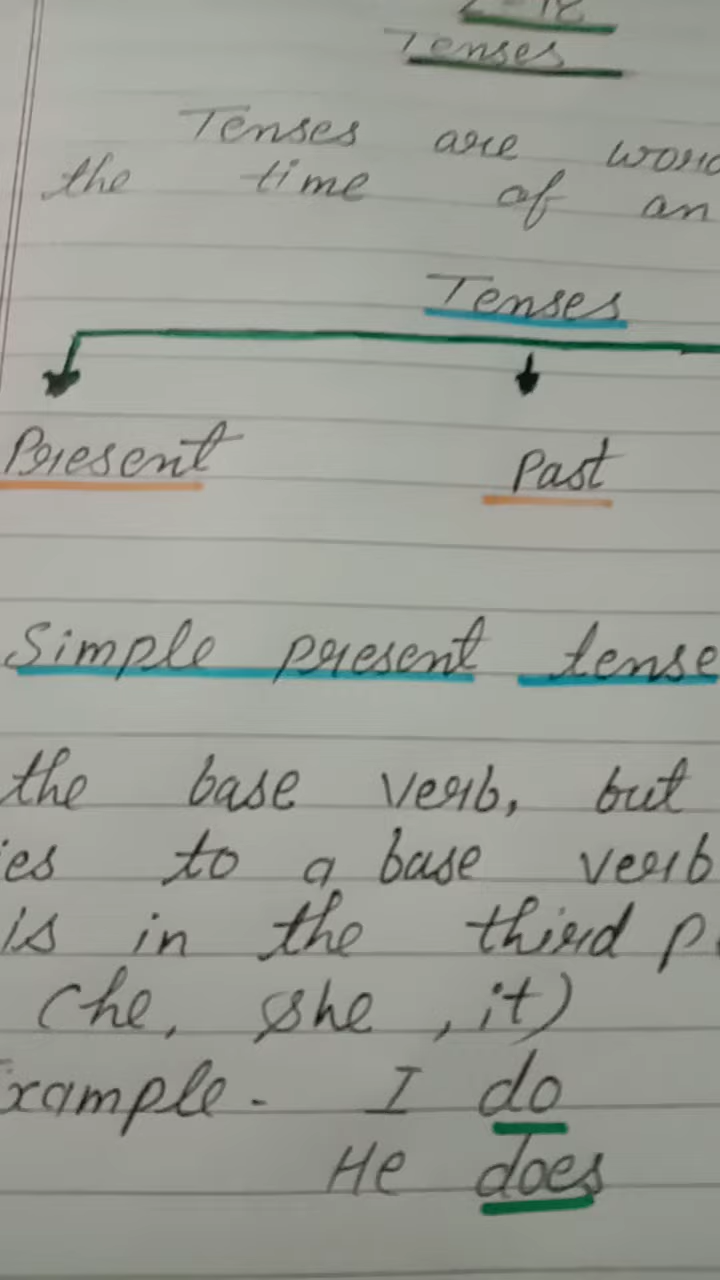 Tenses
Tenses are
the time of an
Tenses
Present Past
Simple present tense
the base verb, but
es to a base verb
is in the third
(he, she, it)
xample. I do
He does